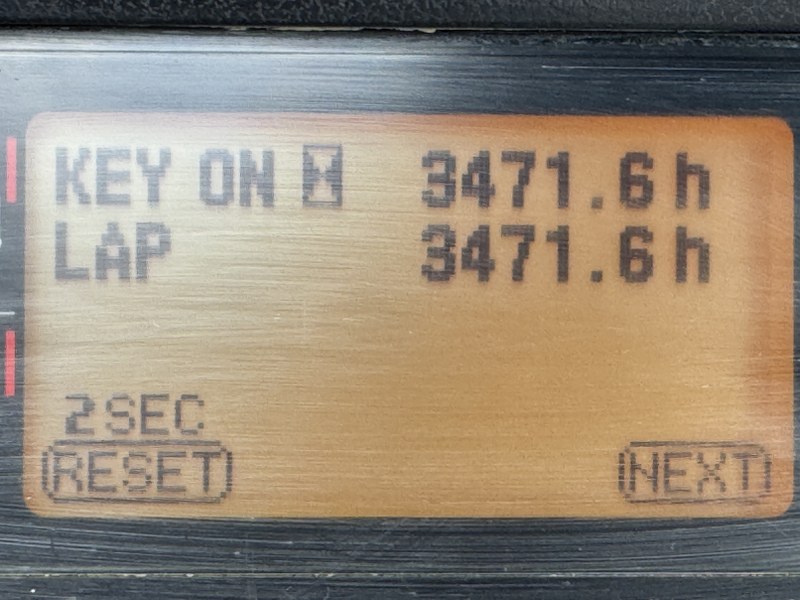 KEY ON 3471.6 h
LAP 3471.6 h
2 SEC
RESET NEXT